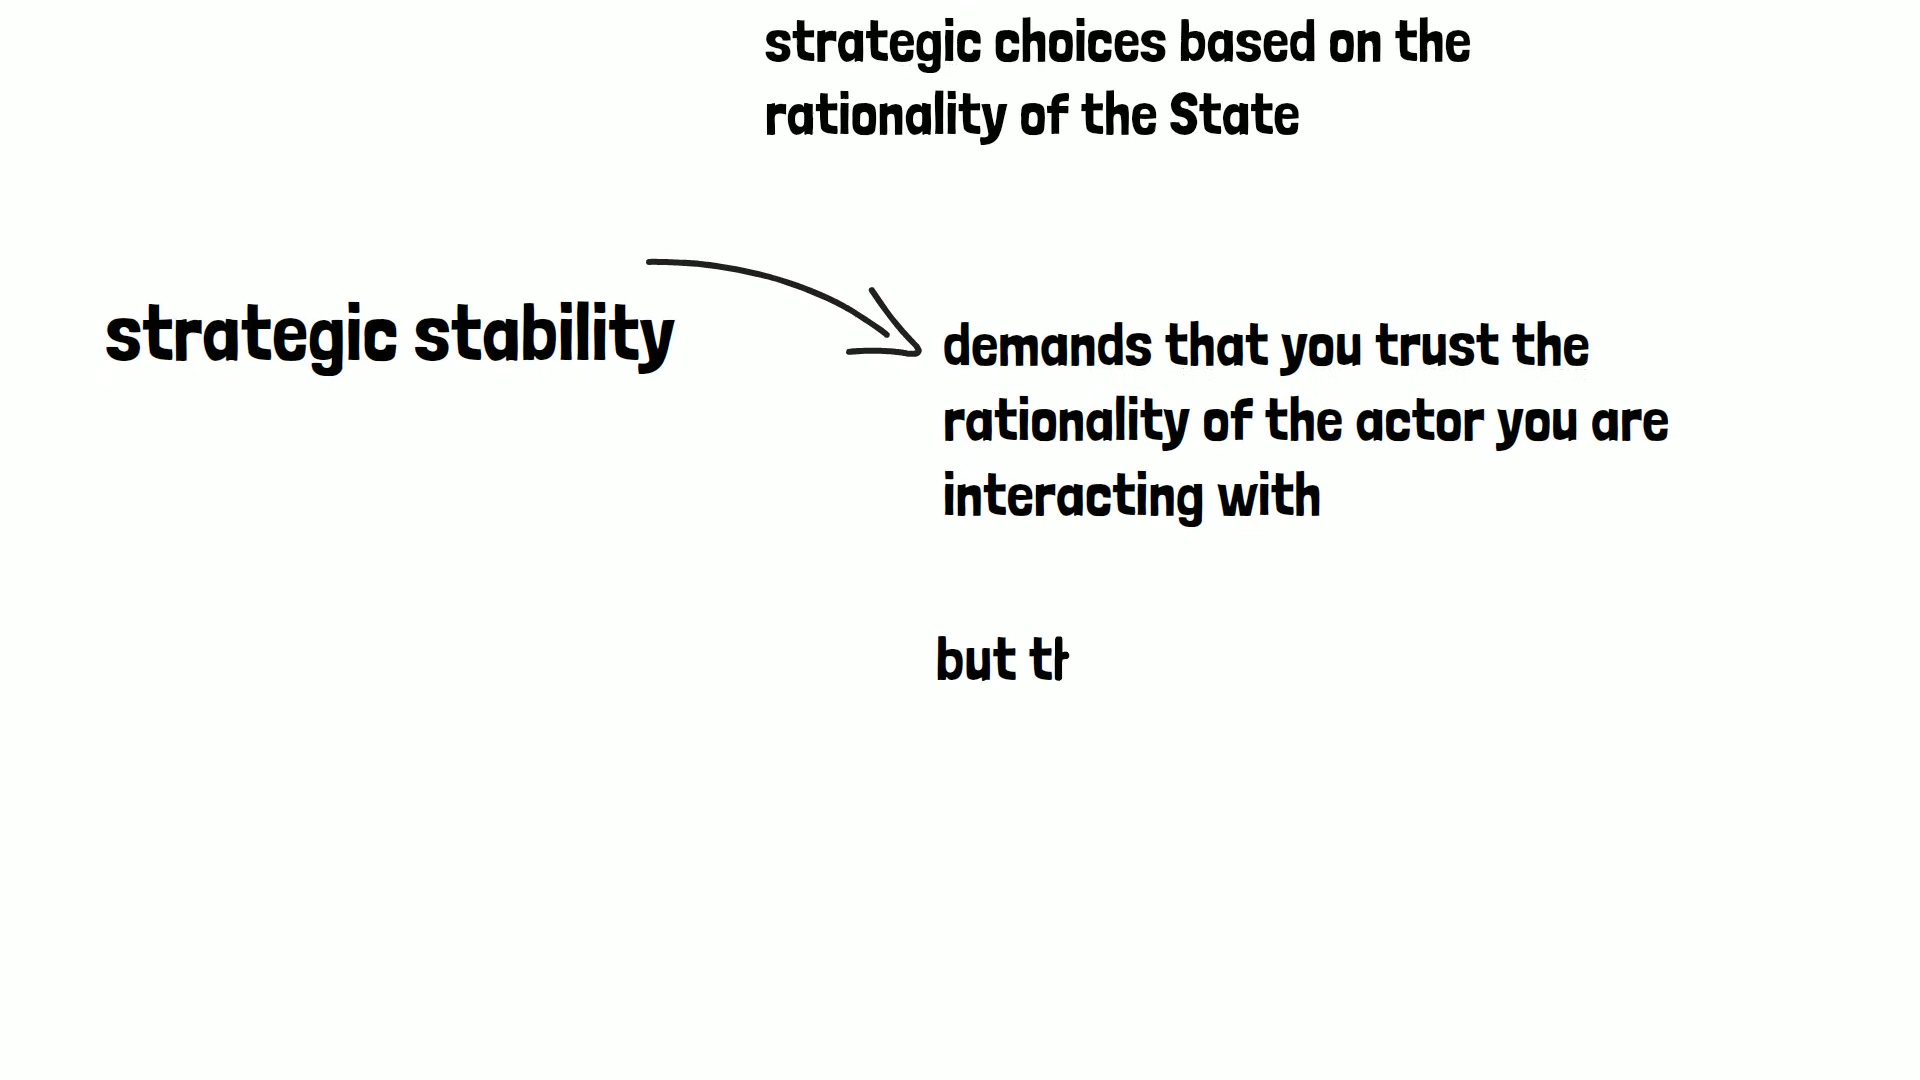 strategic choices based on the
rationality of the State
strategic stability
demands that you trust the
rationality of the actor you are
interacting with
but